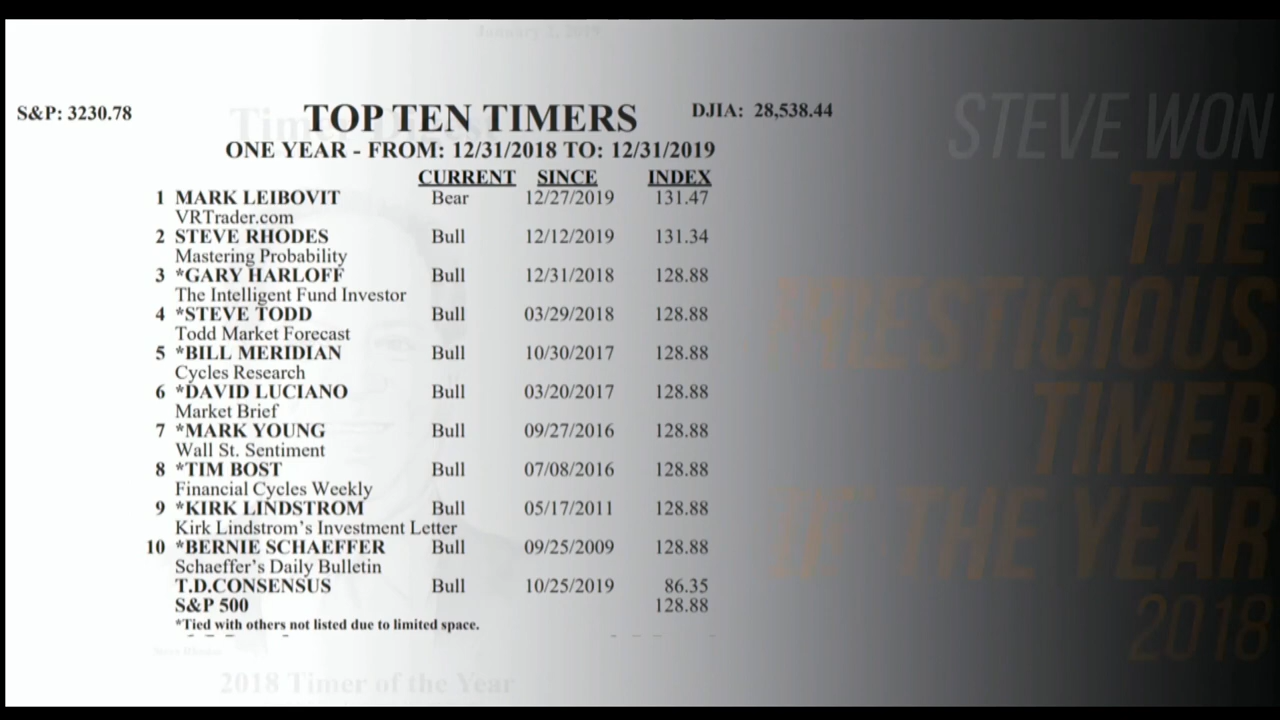 January 1, 2019
S&P: 3230.78
TOP TEN TIMERS
DJIA: 28,538.44
ONE YEAR - FROM: 12/31/2018 TO: 12/31/2019
CURRENT SINCE INDEX
1 MARK LEIBOVIT Bear 12/27/2019 131.47
VRTrader.com
2 STEVE RHODES Bull 12/12/2019 131.34
Mastering Probability
3 *GARY HARLOFF Bull 12/31/2018 128.88
The Intelligent Fund Investor
4 *STEVE TODD Bull 03/29/2018 128.88
Todd Market Forecast
5 *BILL MERIDIAN Bull 10/30/2017 128.88
Cycles Research
6 *DAVID LUCIANO Bull 03/20/2017 128.88
Market Brief
7 *MARK YOUNG Bull 09/27/2016 128.88
Wall St. Sentiment
8 *TIM BOST Bull 07/08/2016 128.88
Financial Cycles Weekly
9 *KIRK LINDSTROM Bull 05/17/2011 128.88
Kirk Lindstrom's Investment Letter
10 *BERNIE SCHAEFFER Bull 09/25/2009 128.88
Schaeffer's Daily Bulletin
T.D.CONSENSUS Bull 10/25/2019 86.35
S&P 500 128.88
*Tied with others not listed due to limited space.
2018 Timer of the Year
STEVE WON
THE
PRESTIGIOUS
TIMER
OF THE YEAR
2018